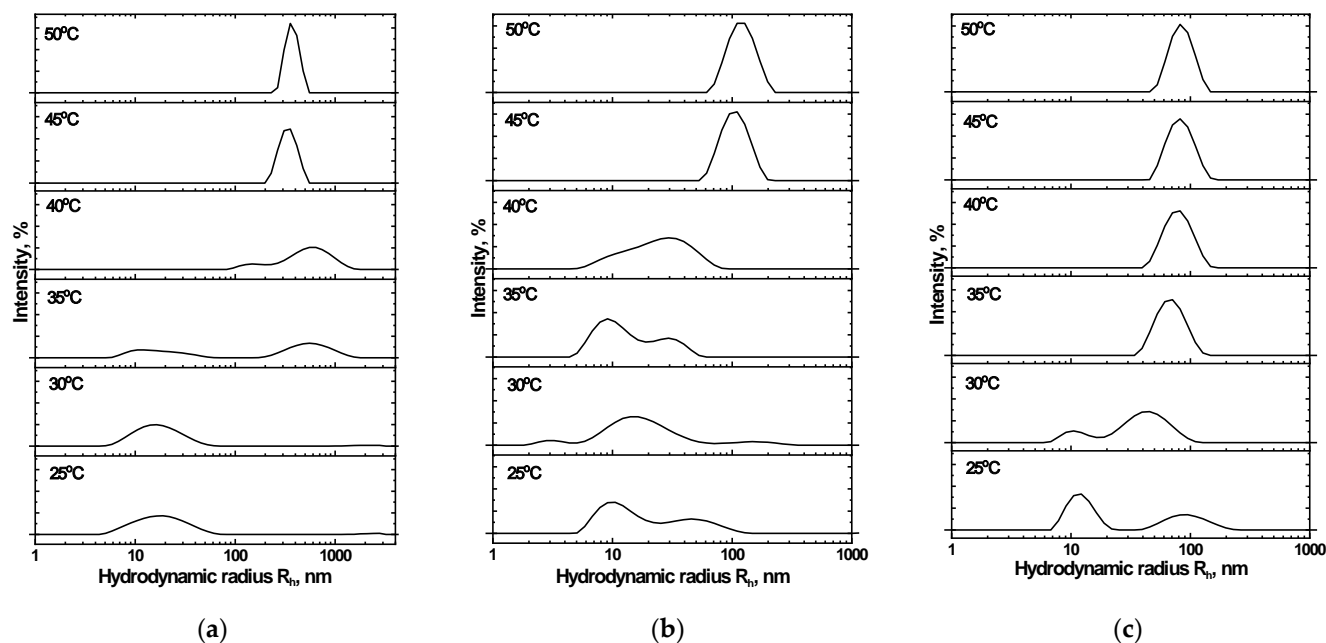 50°C
45°C
40°C
35°C
30°C
25°C
Intensity, %
1 10 100 1000
Hydrodynamic radius Rh, nm
(a)
50°C
45°C
40°C
35°C
30°C
25°C
Intensity, %
1 10 100 1000
Hydrodynamic radius Rh, nm
(b)
50°C
45°C
40°C
35°C
30°C
25°C
Intensity, %
1 10 100 1000
Hydrodynamic radius Rh, nm
(c)